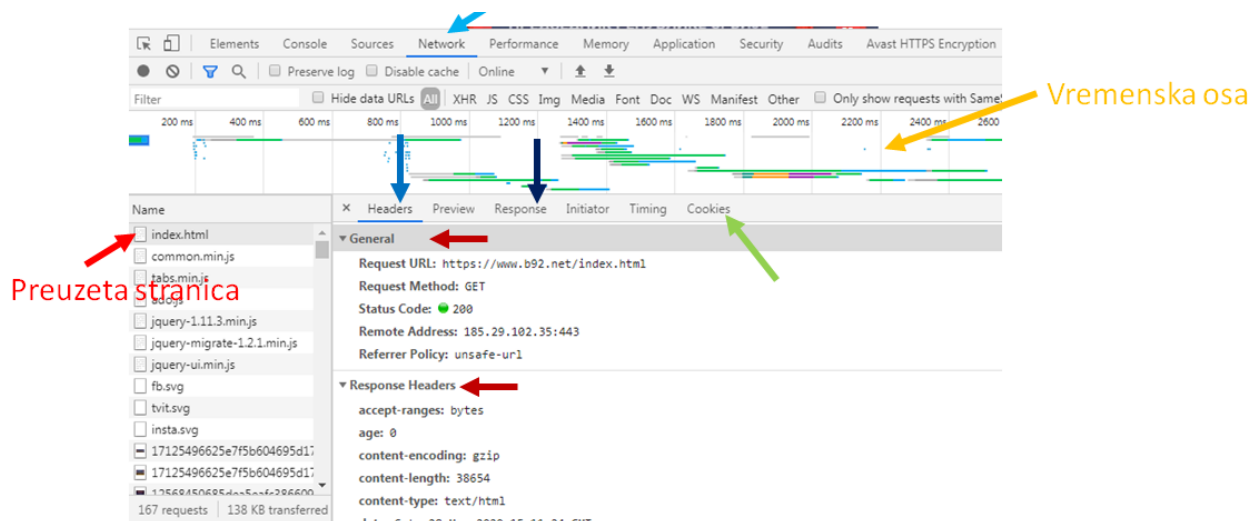 Elements Console Sources Network Performance Memory Application Security Audits Avast HTTPS Encryption
Preserve log Disable cache Online
Filter Hide data URLs All XHR JS CSS Img Media Font Doc WS Manifest Other Only show requests with Same
Vremenska osa
200 ms 400 ms 600 ms 800 ms 1000 ms 1200 ms 1400 ms 1600 ms 1800 ms 2000 ms 2200 ms 2400 ms 2600
Name
index.html
common.min.js
tabs.min.js
Preuzeta stranica
ado.js
jquery-1.11.3.min.js
jquery-migrate-1.2.1.min.js
jquery-ui.min.js
fb.svg
tvit.svg
insta.svg
17125496625e7f5b604695d17
17125496625e7f5b604695d17
167 requests 138 KB transferred
× Headers Preview Response Initiator Timing Cookies
General
Request URL: https://www.b92.net/index.html
Request Method: GET
Status Code: 200
Remote Address: 185.29.102.35:443
Referrer Policy: unsafe-url
Response Headers
accept-ranges: bytes
age: 0
content-encoding: gzip
content-length: 38654
content-type: text/html